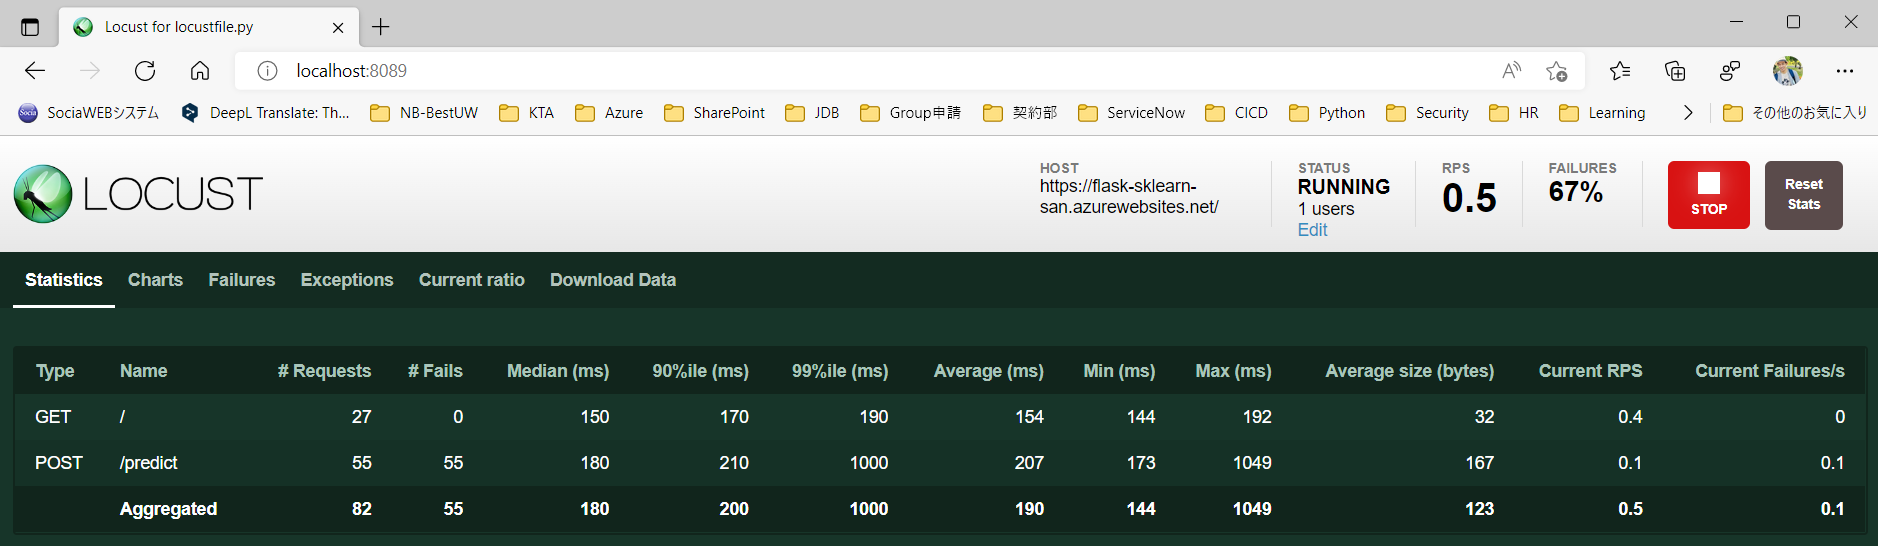 Locust for locustfile.py
localhost:8089
Socia SociaWEBシステム DeepL Translate: Th... NB-BestUW KTA Azure SharePoint JDB Group申請 契約部 ServiceNow CICD Python Security HR Learning その他のお気に入り
LOCUST
HOST
https://flask-sklearn-
san.azurewebsites.net/
STATUS
RUNNING
1 users
Edit
RPS
0.5
FAILURES
67%
STOP
Reset
Stats
Statistics Charts Failures Exceptions Current ratio Download Data
Type Name # Requests # Fails Median (ms) 90%ile (ms) 99%ile (ms) Average (ms) Min (ms) Max (ms) Average size (bytes) Current RPS Current Failures/s
GET / 27 0 150 170 190 154 144 192 32 0.4 0
POST /predict 55 55 180 210 1000 207 173 1049 167 0.1 0.1
Aggregated 82 55 180 200 1000 190 144 1049 123 0.5 0.1